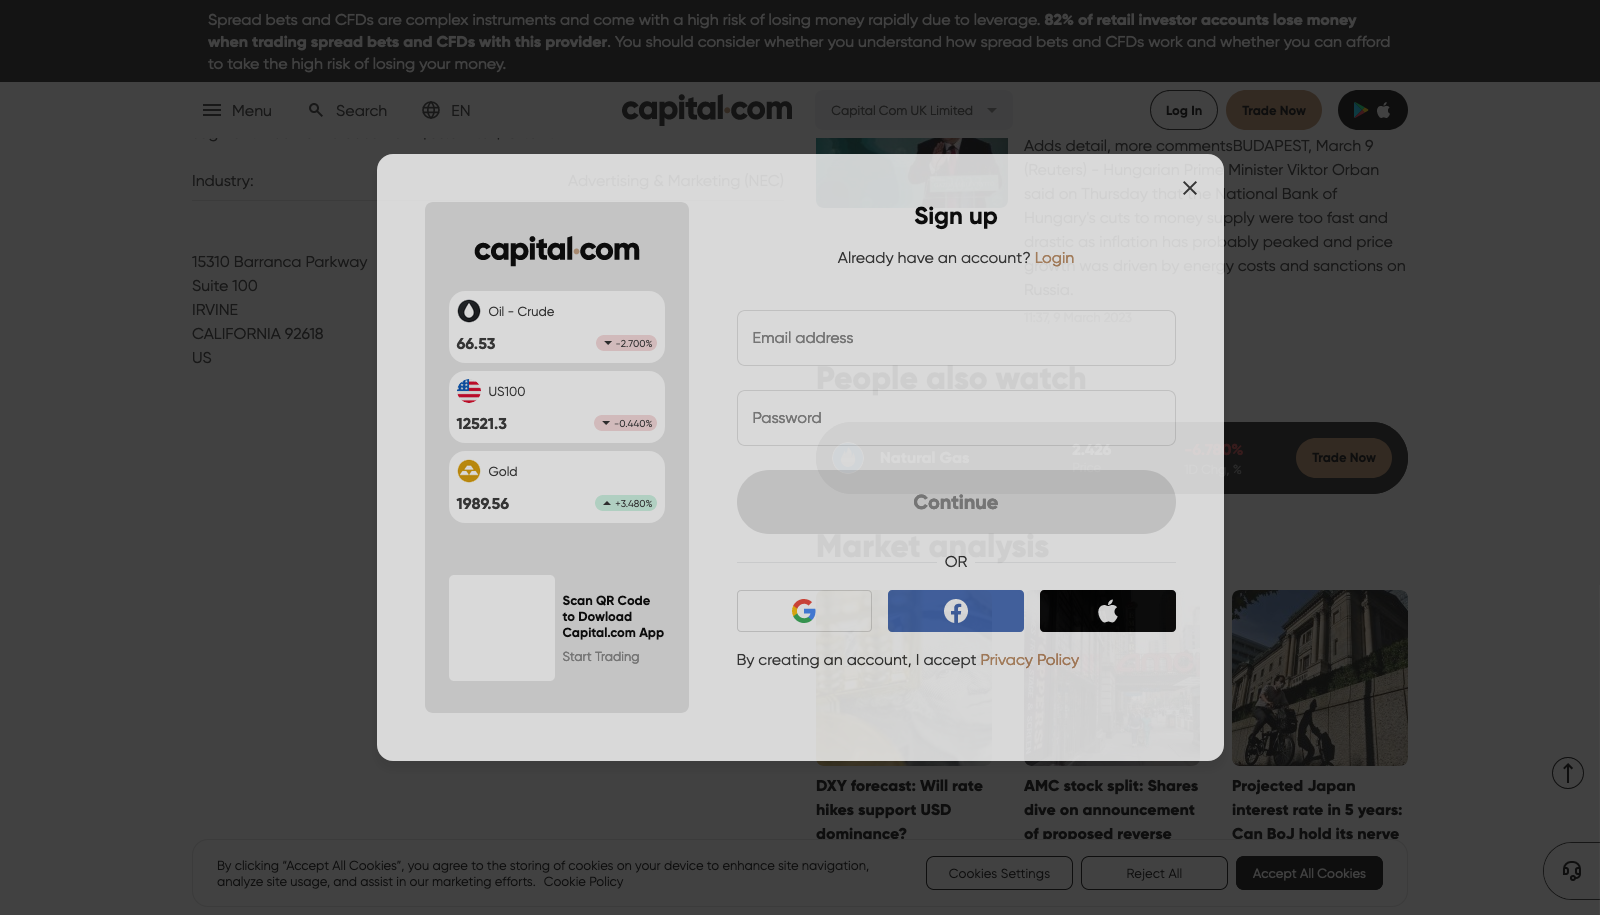 Spread bets and CFDs are complex instruments and come with a high risk of losing money rapidly due to leverage. 82% of retail investor accounts lose money
when trading spread bets and CFDs with this provider. You should consider whether you understand how spread bets and CFDs work and whether you can afford
to take the high risk of losing your money.
Menu
Search
EN
capital.com
Capital Com UK Limited
Log In
Trade Now
Industry:
Advertising & Marketing (NEC)
15310 Barranca Parkway
Suite 100
IRVINE
CALIFORNIA 92618
US
Adds detail, more commentsBUDAPEST, March 9
(Reuters) - Hungarian Prime Minister Viktor Orban
said on Thursday that the National Bank of
Hungary's cuts to money supply were too fast and
drastic as inflation has probably peaked and price
growth was driven by energy costs and sanctions on
Russia.
9 March 2023
capital.com
Oil - Crude
66.53
-2.700%
US100
12521.3
-0.440%
Gold
1989.56
+3.480%
Scan QR Code
to Dowload
Capital.com App
Start Trading
Sign up
Already have an account? Login
Email address
Password
Continue
OR
By creating an account, I accept Privacy Policy
People also watch
Natural Gas
2.426
Trade Now
Market analysis
DXY forecast: Will rate
hikes support USD
dominance?
AMC stock split: Shares
dive on announcement
of proposed reverse
Projected Japan
interest rate in 5 years:
Can BoJ hold its nerve
By clicking “Accept All Cookies”, you agree to the storing of cookies on your device to enhance site navigation,
analyze site usage, and assist in our marketing efforts. Cookie Policy
Cookies Settings
Reject All
Accept All Cookies